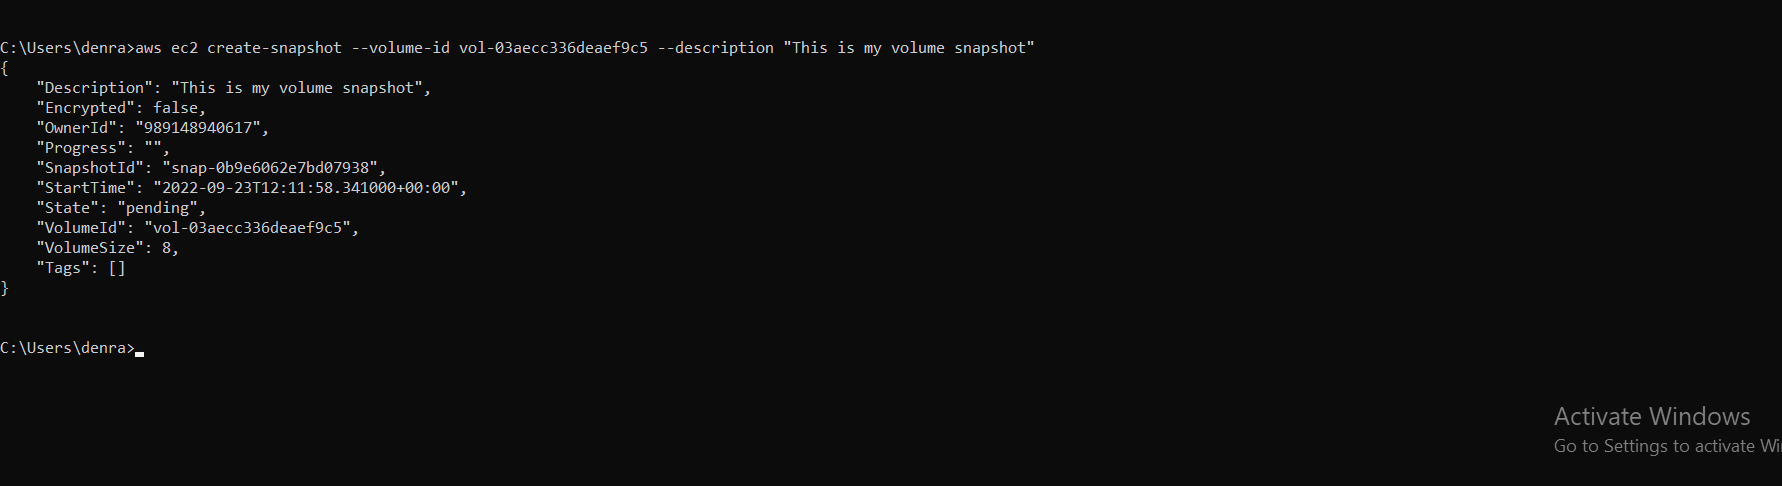 C:\Users\denra>aws ec2 create-snapshot --volume-id vol-03aecc336deaef9c5 --description "This is my volume snapshot"
{
    "Description": "This is my volume snapshot",
    "Encrypted": false,
    "OwnerId": "989148940617",
    "Progress": "",
    "SnapshotId": "snap-0b9e6062e7bd07938",
    "StartTime": "2022-09-23T12:11:58.341000+00:00",
    "State": "pending",
    "VolumeId": "vol-03aecc336deaef9c5",
    "VolumeSize": 8,
    "Tags": []
}
C:\Users\denra>
Activate Windows
Go to Settings to activate Wi